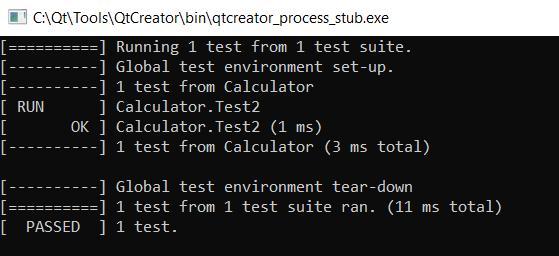 C:\Qt\Tools\QtCreator\bin\qtcreator_process_stub.exe
[==========] Running 1 test from 1 test suite.
[----------] Global test environment set-up.
[----------] 1 test from Calculator
[ RUN      ] Calculator.Test2
[       OK ] Calculator.Test2 (1 ms)
[----------] 1 test from Calculator (3 ms total)

[----------] Global test environment tear-down
[==========] 1 test from 1 test suite ran. (11 ms total)
[  PASSED  ] 1 test.